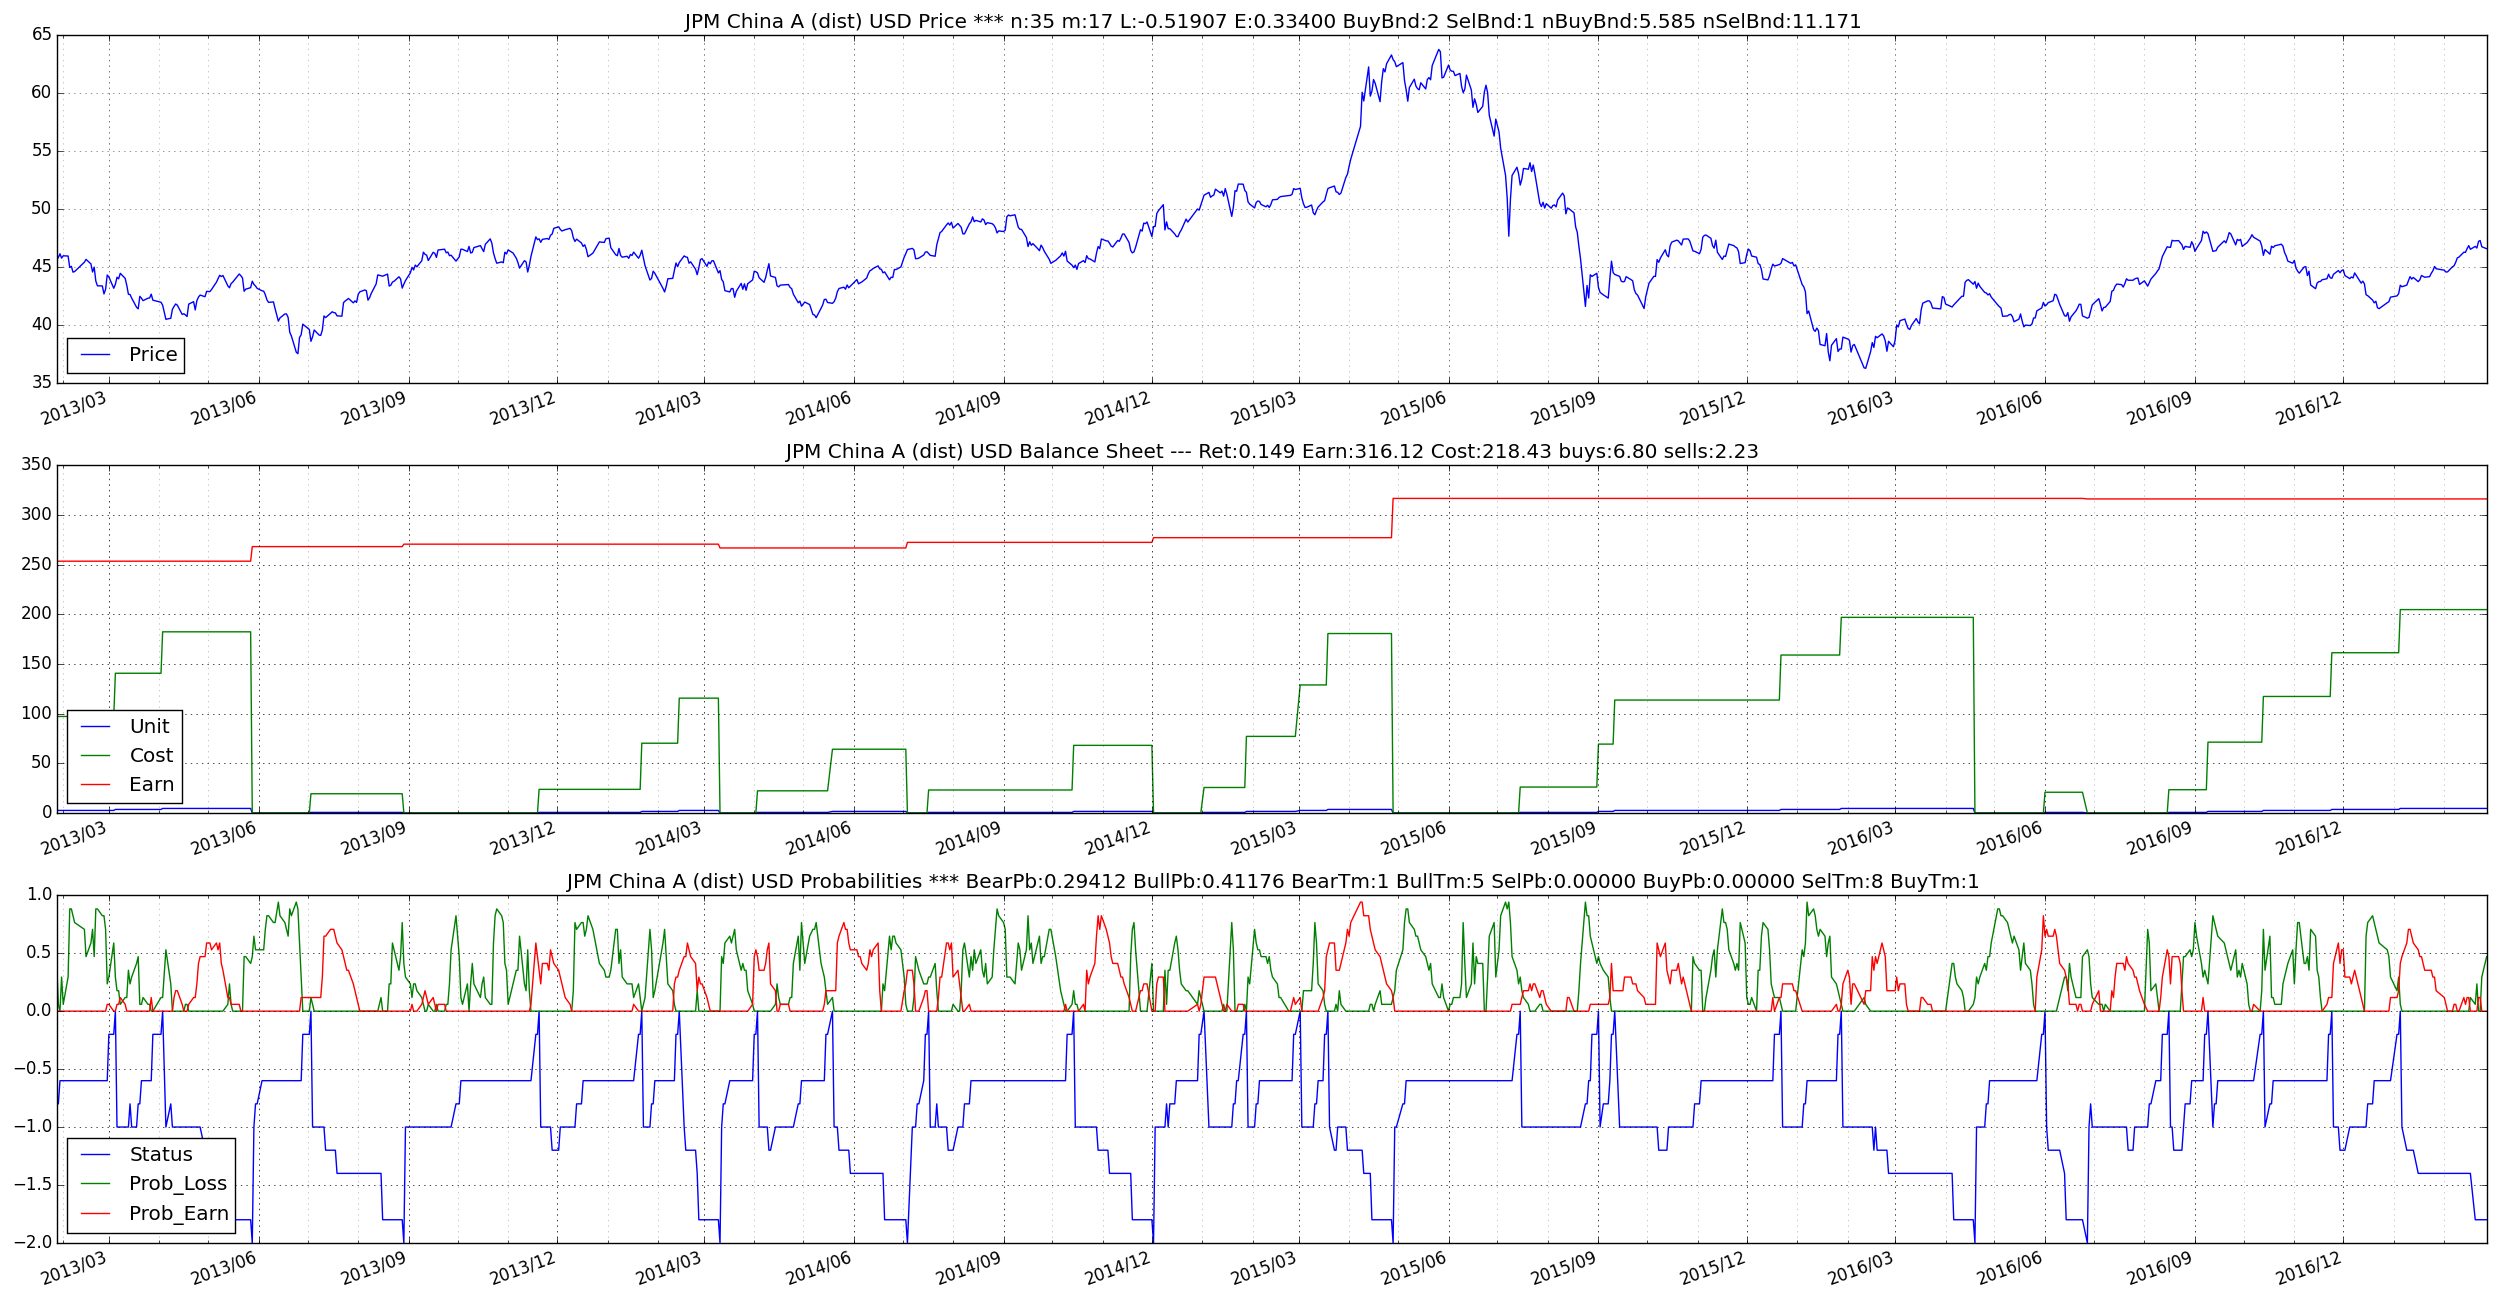 JPM China A (dist) USD Price *** n:35 m:17 L:-0.51907 E:0.33400 BuyBnd:2 SelBnd:1 nBuyBnd:5.585 nSelBnd:11.171
65
60
55
50
45
40
35
Price
2013/03 2013/06 2013/09 2013/12 2014/03 2014/06 2014/09 2014/12 2015/03 2015/06 2015/09 2015/12 2016/03 2016/06 2016/09 2016/12
JPM China A (dist) USD Balance Sheet --- Ret:0.149 Earn:316.12 Cost:218.43 buys:6.80 sells:2.23
350
300
250
200
150
100
50
0
Unit
Cost
Earn
2013/03 2013/06 2013/09 2013/12 2014/03 2014/06 2014/09 2014/12 2015/03 2015/06 2015/09 2015/12 2016/03 2016/06 2016/09 2016/12
JPM China A (dist) USD Probabilities *** BearPb:0.29412 BullPb:0.41176 BearTm:1 BullTm:5 SelPb:0.00000 BuyPb:0.00000 SelTm:8 BuyTm:1
1.0
0.5
0.0
−0.5
−1.0
−1.5
−2.0
Status
Prob_Loss
Prob_Earn
2013/03 2013/06 2013/09 2013/12 2014/03 2014/06 2014/09 2014/12 2015/03 2015/06 2015/09 2015/12 2016/03 2016/06 2016/09 2016/12